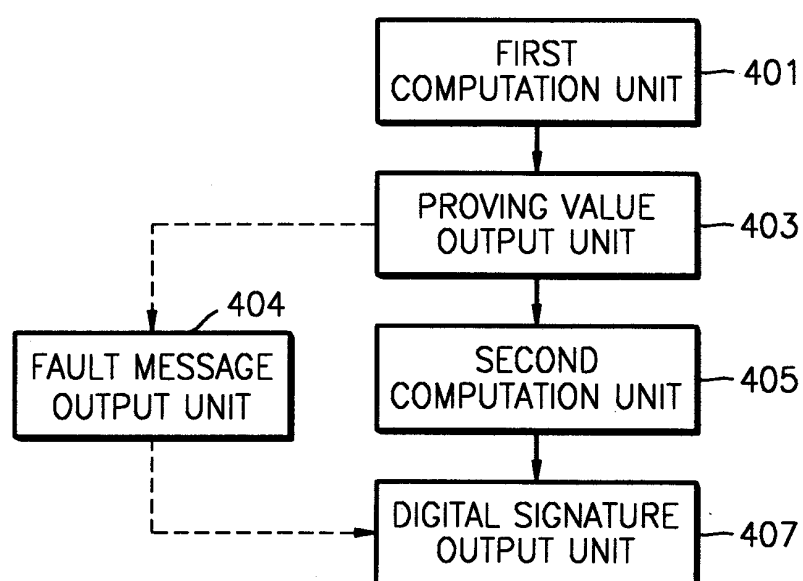 FIRST
COMPUTATION UNIT
401
PROVING VALUE
OUTPUT UNIT
403
404
FAULT MESSAGE
OUTPUT UNIT
SECOND
COMPUTATION UNIT
405
DIGITAL SIGNATURE
OUTPUT UNIT
407